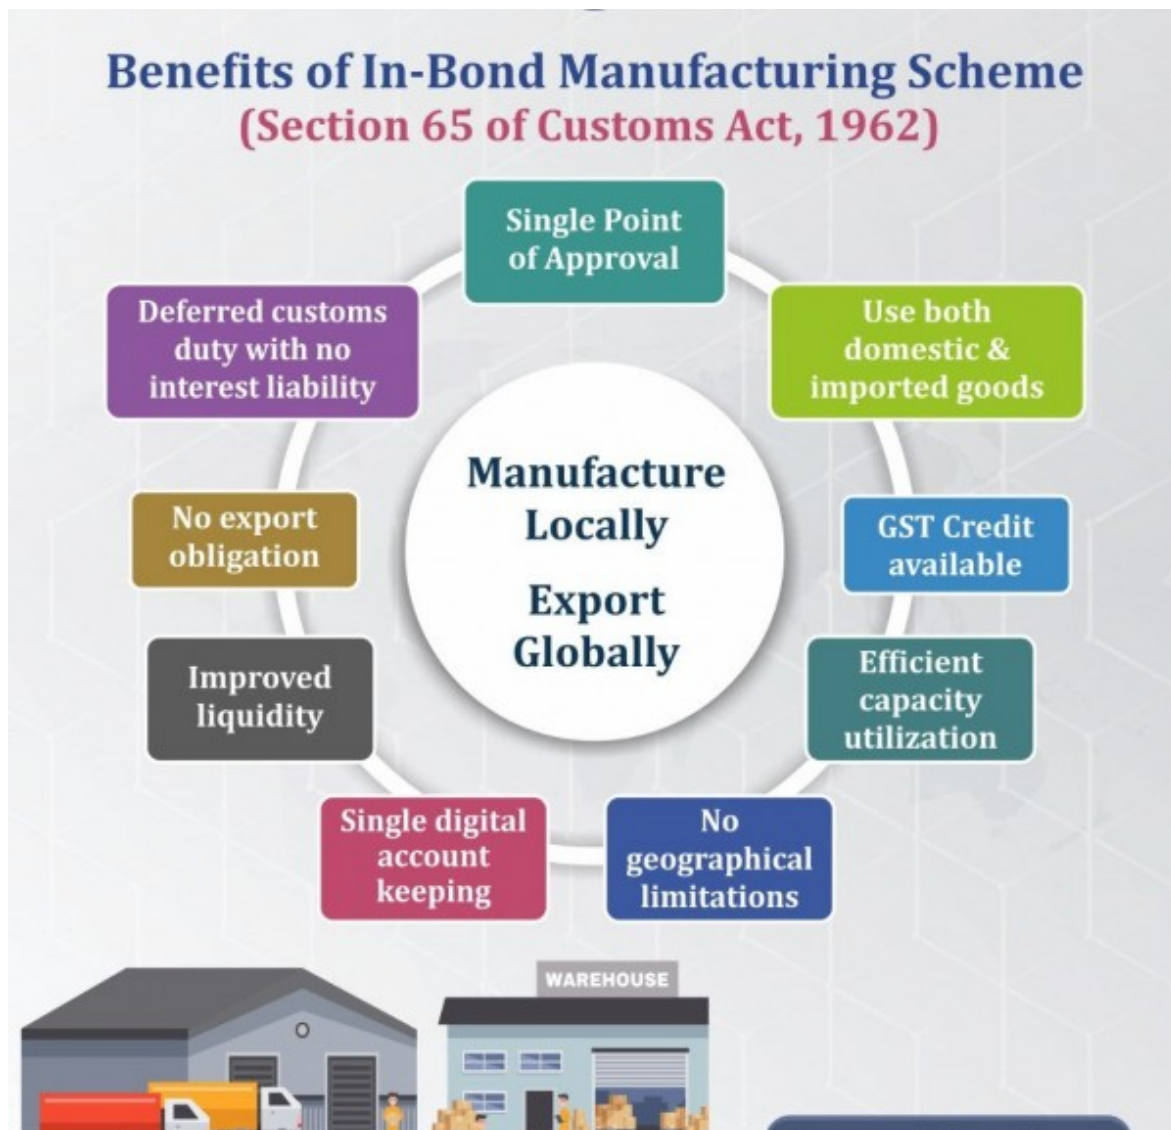 Benefits of In-Bond Manufacturing Scheme
(Section 65 of Customs Act, 1962)
Single Point
of Approval
Deferred customs
duty with no
interest liability
Use both
domestic &
imported goods
Manufacture
Locally
Export
Globally
No export
obligation
GST Credit
available
Improved
liquidity
Efficient
capacity
utilization
Single digital
account
keeping
No
geographical
limitations
WAREHOUSE